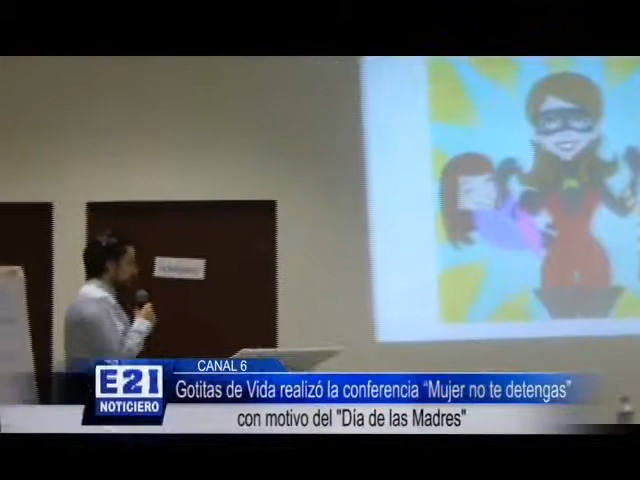 CANAL 6
E21
NOTICIERO
Gotitas de Vida realizó la conferencia “Mujer no te detengas”
con motivo del "Día de las Madres"